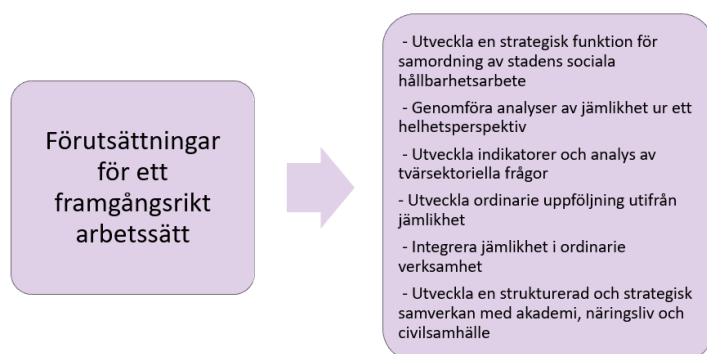 Förutsättningar
för ett
framgångsrikt
arbetssätt
- Utveckla en strategisk funktion för
samordning av stadens sociala
hållbarhetsarbete
- Genomföra analyser av jämlikhet ur ett
helhetsperspektiv
- Utveckla indikatorer och analys av
tvärsektoriella frågor
- Utveckla ordinarie uppföljning utifrån
jämlikhet
- Integrera jämlikhet i ordinarie
verksamhet
- Utveckla en strukturerad och strategisk
samverkan med akademi, näringsliv och
civilsamhälle